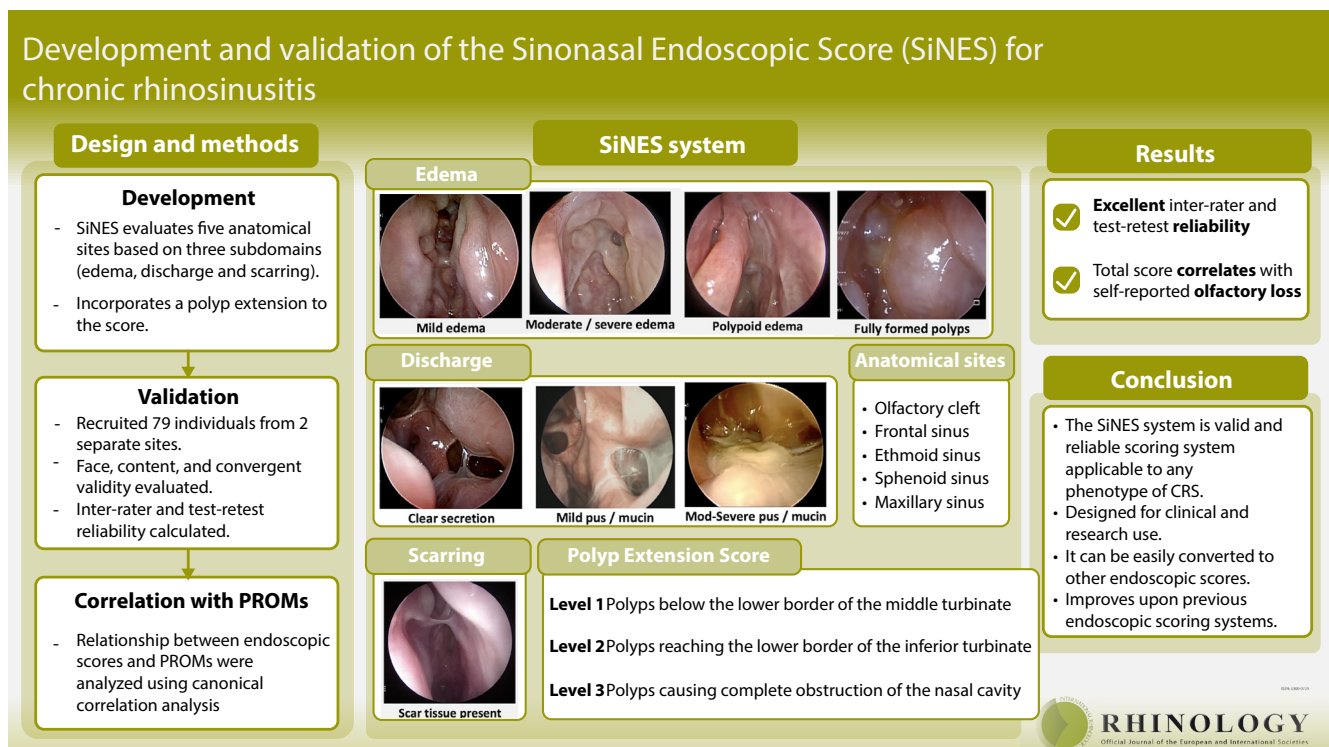 Development and validation of the Sinonasal Endoscopic Score (SiNES) for
chronic rhinosinusitis
Design and methods
Development
- SiNES evaluates five anatomical
sites based on three subdomains
(edema, discharge and scarring).
- Incorporates a polyp extension to
the score.
Validation
- Recruited 79 individuals from 2
separate sites.
- Face, content, and convergent
validity evaluated.
- Inter-rater and test-retest
reliability calculated.
Correlation with PROMs
- Relationship between endoscopic
scores and PROMs were
analyzed using canonical
correlation analysis
SiNES system
Edema
Mild edema
Moderate / severe edema
Polypoid edema
Fully formed polyps
Discharge
Clear secretion
Mild pus / mucin
Mod-Severe pus / mucin
Anatomical sites
• Olfactory cleft
• Frontal sinus
• Ethmoid sinus
• Sphenoid sinus
• Maxillary sinus
Scarring
Scar tissue present
Polyp Extension Score
Level 1 Polyps below the lower border of the middle turbinate
Level 2 Polyps reaching the lower border of the inferior turbinate
Level 3 Polyps causing complete obstruction of the nasal cavity
Results
Excellent inter-rater and
test-retest reliability
Total score correlates with
self-reported olfactory loss
Conclusion
• The SiNES system is valid and
reliable scoring system
applicable to any
phenotype of CRS.
• Designed for clinical and
research use.
• It can be easily converted to
other endoscopic scores.
• Improves upon previous
endoscopic scoring systems.
RHINOLOGY
Official Journal of the European and International Societies